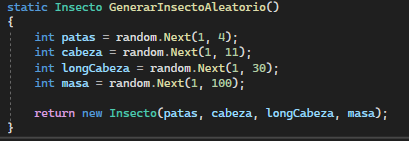 static Insecto GenerarInsectoAleatorio()
{
int patas = random.Next(1, 4);
int cabeza = random.Next(1, 11);
int longCabeza = random.Next(1, 30);
int masa = random.Next(1, 100);
return new Insecto(patas, cabeza, longCabeza, masa);
}